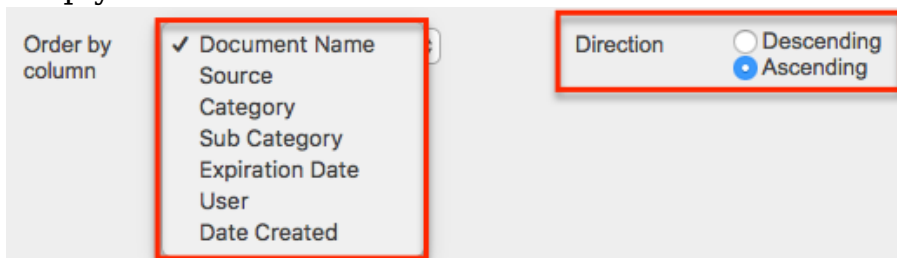 Order by column
✓ Document Name
Source
Category
Sub Category
Expiration Date
User
Date Created
Direction
Descending
Ascending